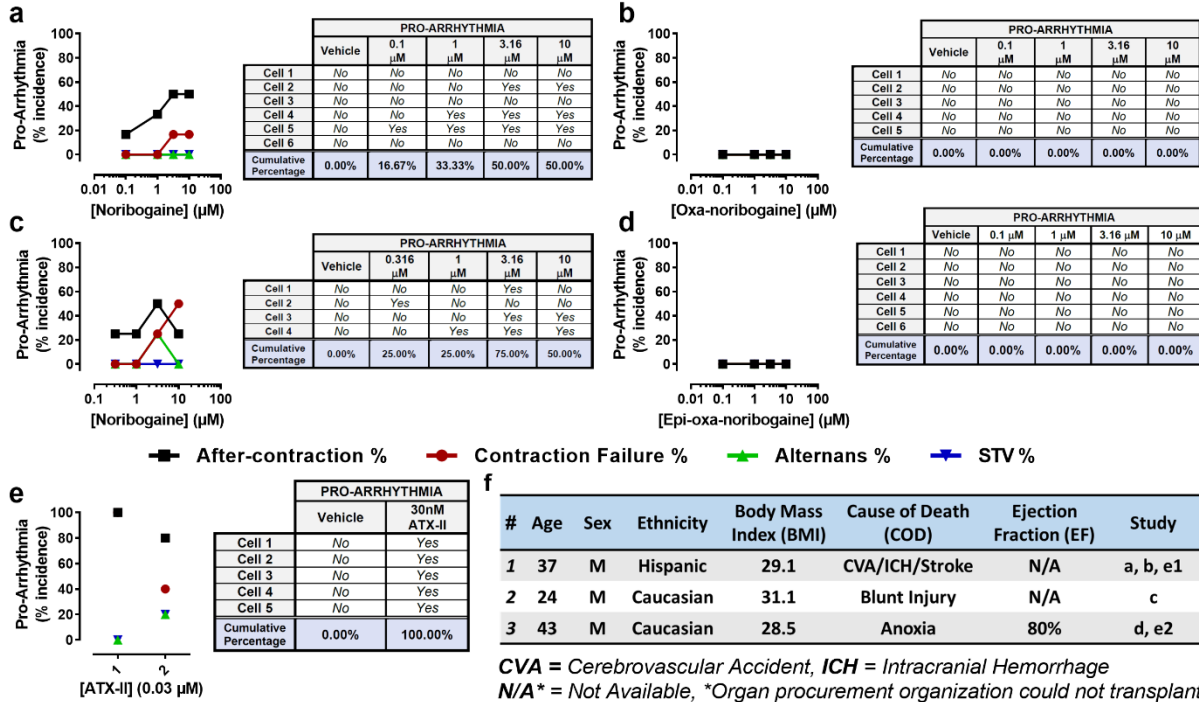 a
Pro-Arrhythmia
(% incidence)
100
80
60
40
20
0
0.01 0.1 1 10 100
[Noribogaine] (µM)
PRO-ARRHYTHMIA
Vehicle 0.1 µM 1 µM 3.16 µM 10 µM
Cell 1 No No No No No
Cell 2 No No No Yes Yes
Cell 3 No No No No No
Cell 4 No No Yes Yes Yes
Cell 5 No Yes Yes Yes Yes
Cell 6 No No No No No
Cumulative Percentage 0.00% 16.67% 33.33% 50.00% 50.00%
b
Pro-Arrhythmia
(% incidence)
100
80
60
40
20
0
0.01 0.1 1 10 100
[Oxa-noribogaine] (µM)
PRO-ARRHYTHMIA
Vehicle 0.1 µM 1 µM 3.16 µM 10 µM
Cell 1 No No No No No
Cell 2 No No No No No
Cell 3 No No No No No
Cell 4 No No No No No
Cell 5 No No No No No
Cumulative Percentage 0.00% 0.00% 0.00% 0.00% 0.00%
c
Pro-Arrhythmia
(% incidence)
100
80
60
40
20
0
0.01 0.1 1 10 100
[Noribogaine] (µM)
PRO-ARRHYTHMIA
Vehicle 0.316 µM 1 µM 3.16 µM 10 µM
Cell 1 No No No Yes No
Cell 2 No Yes No No No
Cell 3 No No No Yes Yes
Cell 4 No No Yes Yes Yes
Cumulative Percentage 0.00% 25.00% 25.00% 75.00% 50.00%
d
Pro-Arrhythmia
(% incidence)
100
80
60
40
20
0
0.01 0.1 1 10 100
[Epi-oxa-noribogaine] (µM)
PRO-ARRHYTHMIA
Vehicle 0.1 µM 1 µM 3.16 µM 10 µM
Cell 1 No No No No No
Cell 2 No No No No No
Cell 3 No No No No No
Cell 4 No No No No No
Cell 5 No No No No No
Cell 6 No No No No No
Cumulative Percentage 0.00% 0.00% 0.00% 0.00% 0.00%
After-contraction % Contraction Failure % Alternans % STV %
e
Pro-Arrhythmia
(% incidence)
100
80
60
40
20
0
1 2
[ATX-II] (0.03 µM)
PRO-ARRHYTHMIA
Vehicle 30nM ATX-II
Cell 1 No Yes
Cell 2 No Yes
Cell 3 No Yes
Cell 4 No Yes
Cell 5 No Yes
Cumulative Percentage 0.00% 100.00%
f
# Age Sex Ethnicity Body Mass Index (BMI) Cause of Death (COD) Ejection Fraction (EF) Study
1 37 M Hispanic 29.1 CVA/ICH/Stroke N/A a, b, e1
2 24 M Caucasian 31.1 Blunt Injury N/A c
3 43 M Caucasian 28.5 Anoxia 80% d, e2
CVA = Cerebrovascular Accident, ICH = Intracranial Hemorrhage
N/A* = Not Available, *Organ procurement organization could not transplant